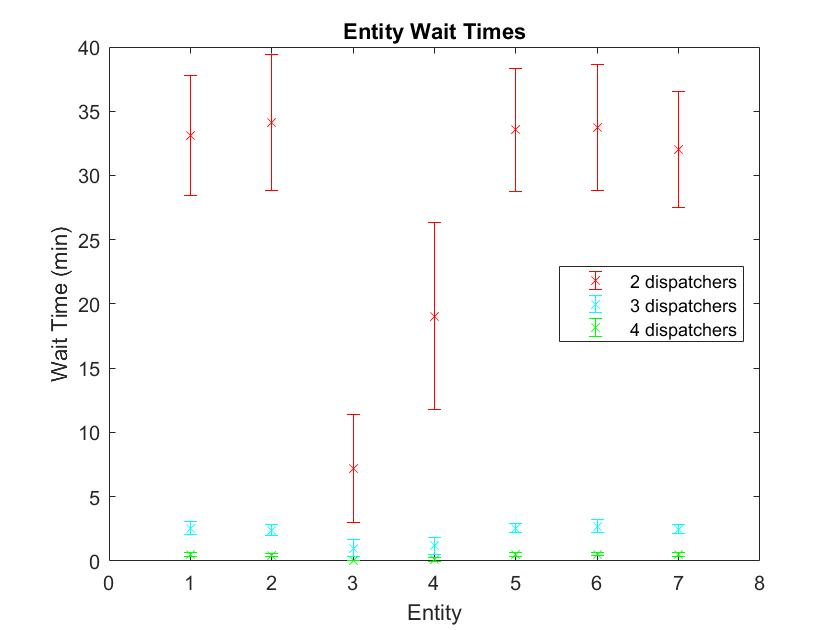 Entity Wait Times
40
35
30
25
20
15
10
5
0
Wait Time (min)
2 dispatchers
3 dispatchers
4 dispatchers
0 1 2 3 4 5 6 7 8
Entity